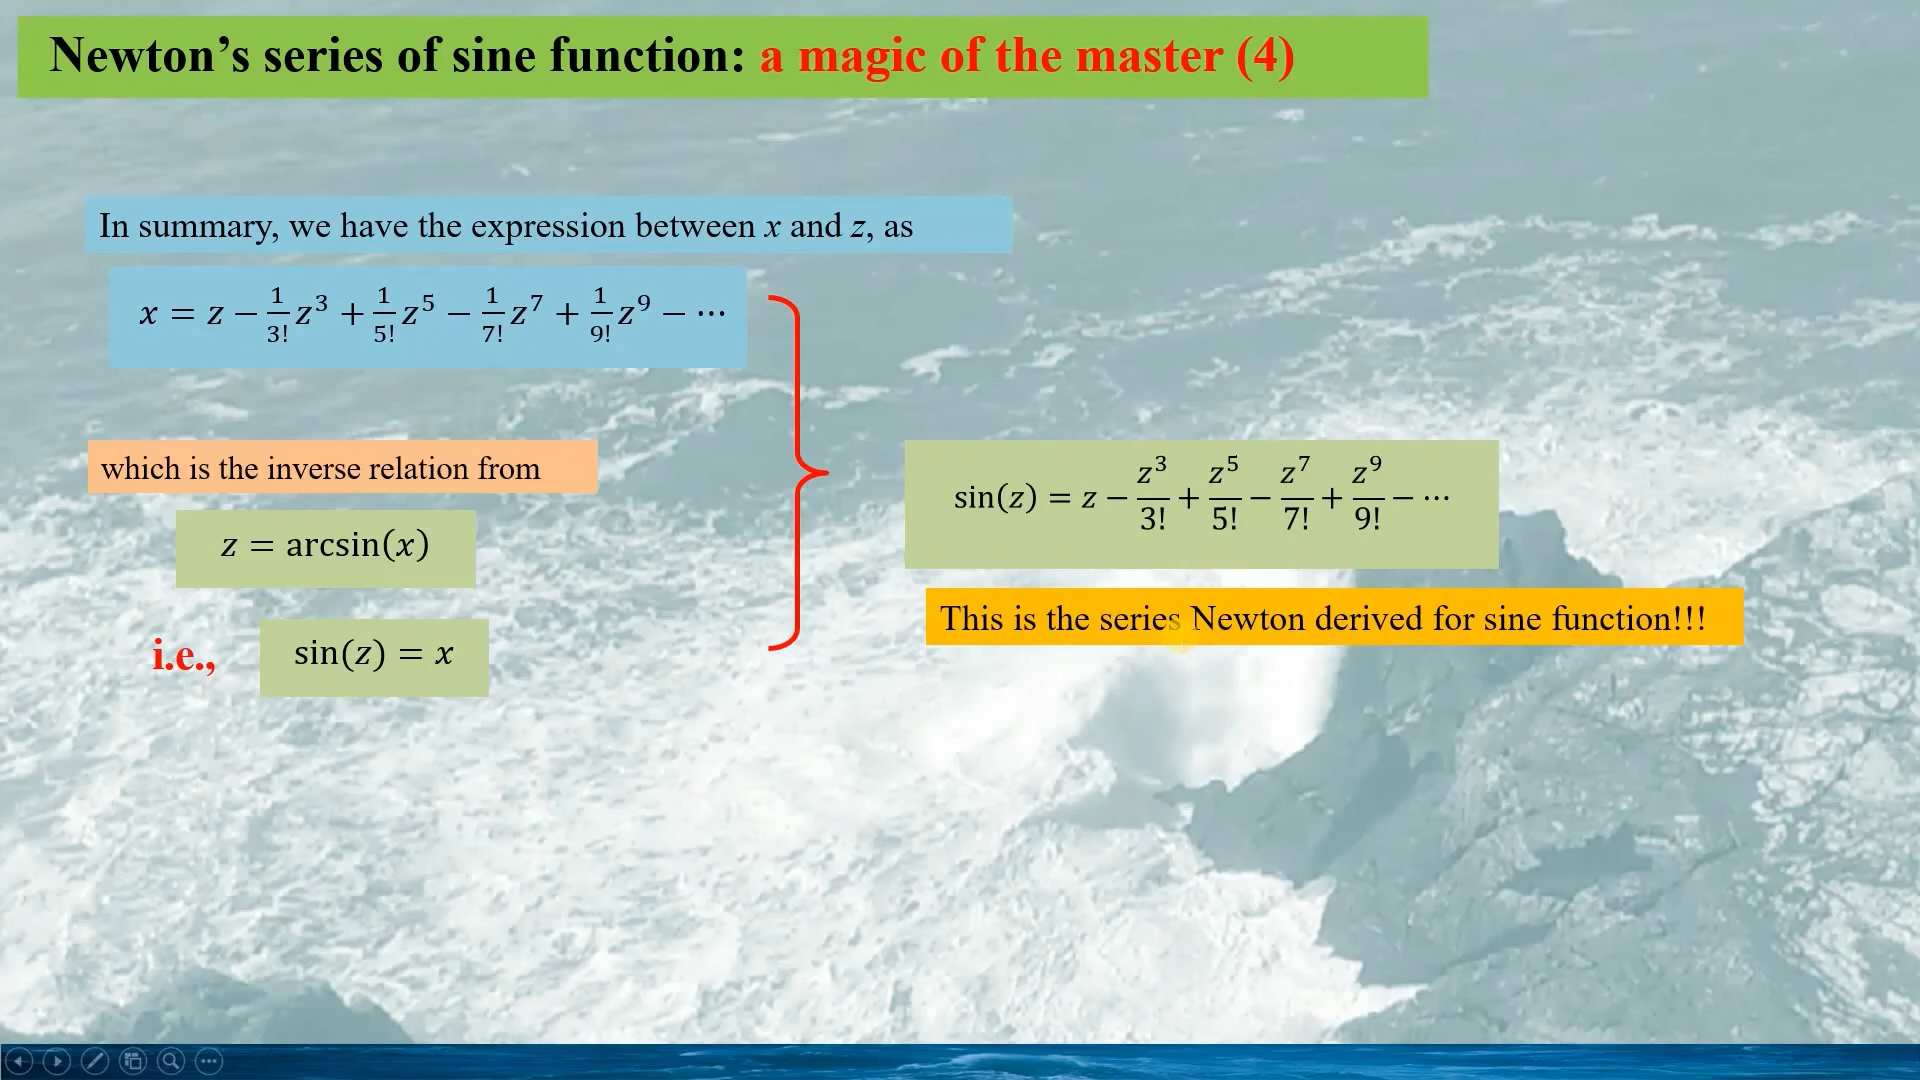 Newton’s series of sine function: a magic of the master (4)
In summary, we have the expression between x and z, as
x = z − 1/3! z³ + 1/5! z⁵ − 1/7! z⁷ + 1/9! z⁹ − ⋯
which is the inverse relation from
z = arcsin(x)
i.e., sin(z) = x
sin(z) = z − z³/3! + z⁵/5! − z⁷/7! + z⁹/9! − ⋯
This is the series Newton derived for sine function!!!